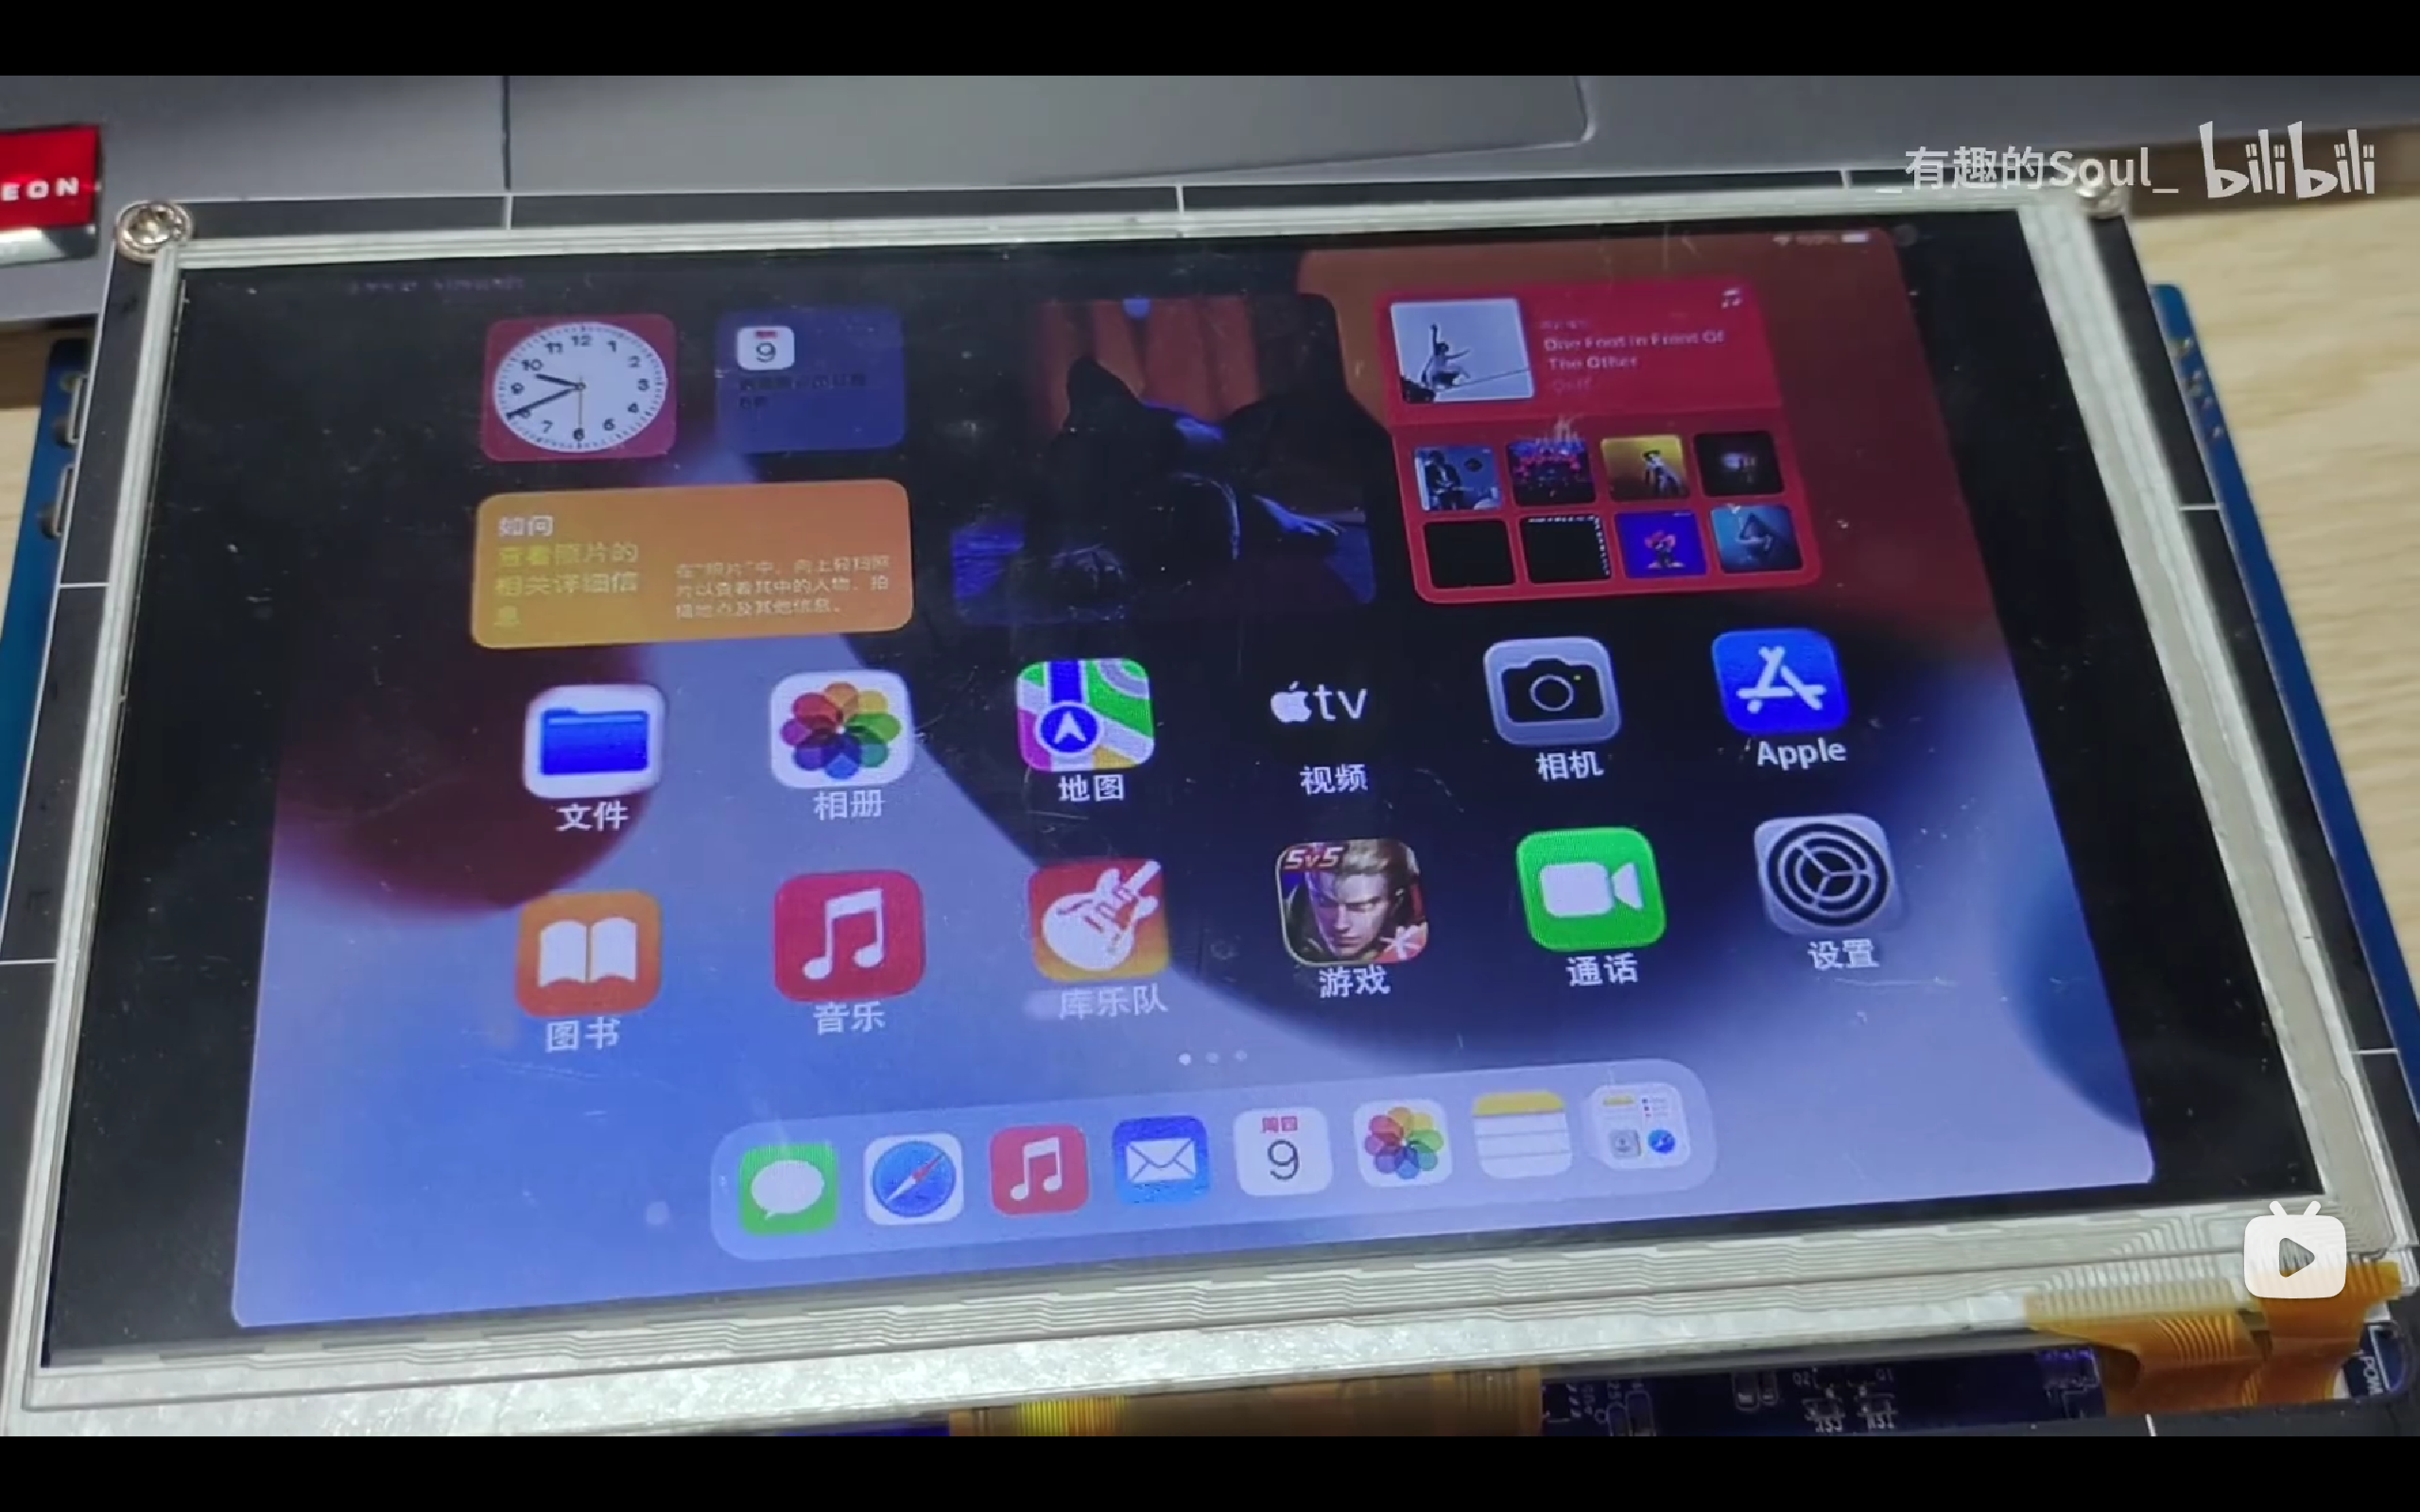 EON
_有趣的Soul_ bilibili
12
11
1
10
2
9
3
8
4
7
6
5
9
One Foot In Front Of
The Other
如何
查看照片的
相关详细信
息
在“照片”中，向上轻扫照
片以查看其中的人物、拍
摄地点及其他信息。
tv
文件
相册
地图
视频
相机
Apple
5v5
图书
音乐
库乐队
游戏
通话
设置
周四
9